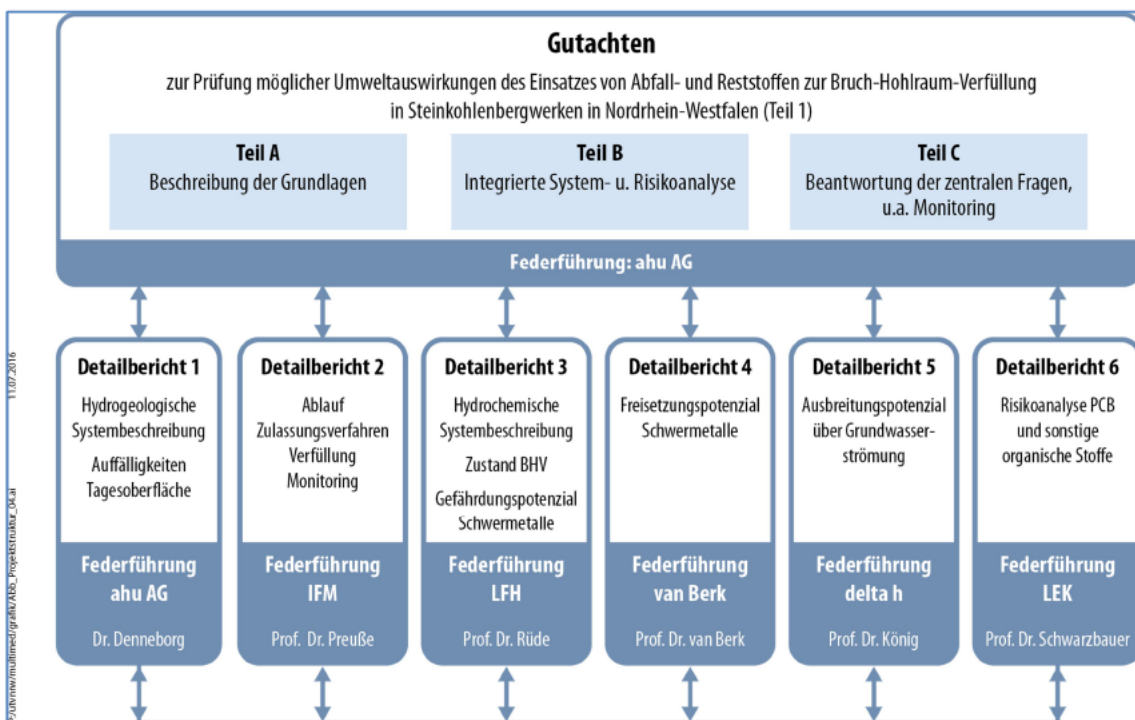 Gutachten
zur Prüfung möglicher Umweltauswirkungen des Einsatzes von Abfall- und Reststoffen zur Bruch-Hohlraum-Verfüllung
in Steinkohlenbergwerken in Nordrhein-Westfalen (Teil 1)
Teil A
Beschreibung der Grundlagen
Teil B
Integrierte System- u. Risikoanalyse
Teil C
Beantwortung der zentralen Fragen,
u.a. Monitoring
Federführung: ahu AG
Detailbericht 1
Hydrogeologische
Systembeschreibung
Auffälligkeiten
Tagesoberfläche
Federführung
ahu AG
Dr. Denneborg
Detailbericht 2
Ablauf
Zulassungsverfahren
Verfüllung
Monitoring
Federführung
IFM
Prof. Dr. Preuße
Detailbericht 3
Hydrochemische
Systembeschreibung
Zustand BHV
Gefährdungspotenzial
Schwermetalle
Federführung
LFH
Prof. Dr. Rüde
Detailbericht 4
Freisetzungspotenzial
Schwermetalle
Federführung
van Berk
Prof. Dr. van Berk
Detailbericht 5
Ausbreitungspotenzial
über Grundwasser-
strömung
Federführung
delta h
Prof. Dr. König
Detailbericht 6
Risikoanalyse PCB
und sonstige
organische Stoffe
Federführung
LEK
Prof. Dr. Schwarzbauer
11.07.2016